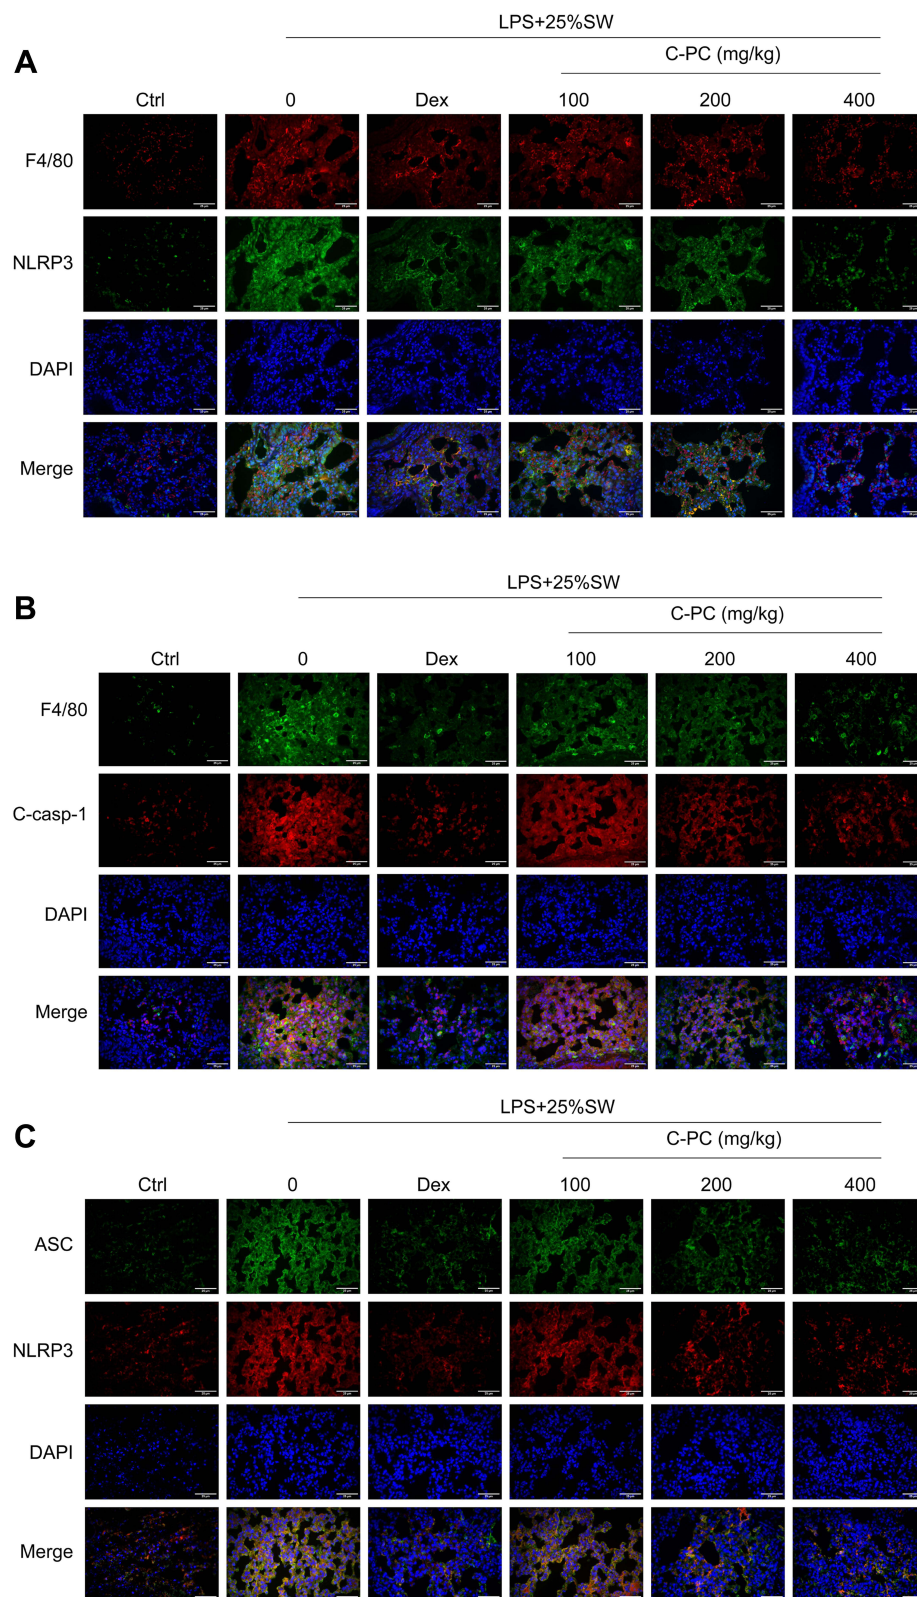 LPS+25%SW
A
C-PC (mg/kg)
Ctrl 0 Dex 100 200 400
F4/80
NLRP3
DAPI
Merge
LPS+25%SW
B
C-PC (mg/kg)
Ctrl 0 Dex 100 200 400
F4/80
C-casp-1
DAPI
Merge
LPS+25%SW
C
C-PC (mg/kg)
Ctrl 0 Dex 100 200 400
ASC
NLRP3
DAPI
Merge